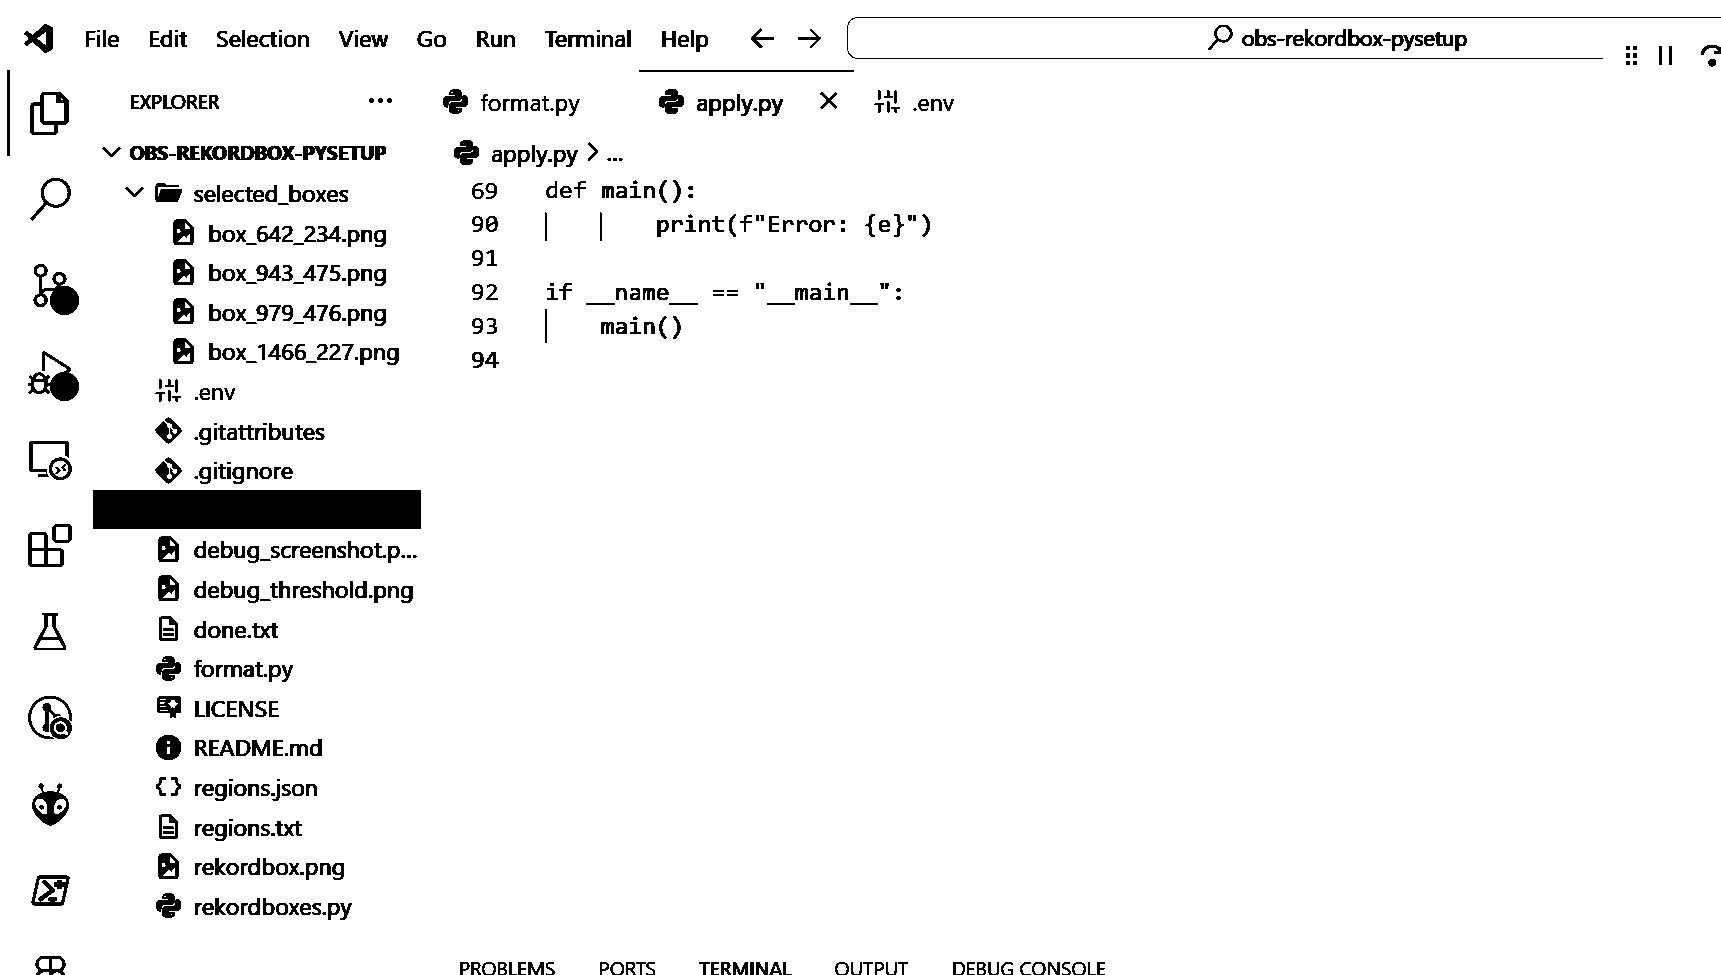 File Edit Selection View Go Run Terminal Help obs-rekordbox-pysetup
EXPLORER ...
OBS-REKORDBOX-PYSETUP
selected_boxes
box_642_234.png
box_943_475.png
box_979_476.png
box_1466_227.png
.env
.gitattributes
.gitignore
debug_screenshot.p...
debug_threshold.png
done.txt
format.py
LICENSE
README.md
regions.json
regions.txt
rekordbox.png
rekordboxes.py
format.py apply.py .env
apply.py > ...
69 def main():
90 print(f"Error: {e}")
91
92 if __name__ == "__main__":
93 main()
94
PROBLEMS PORTS TERMINAL OUTPUT DEBUG CONSOLE